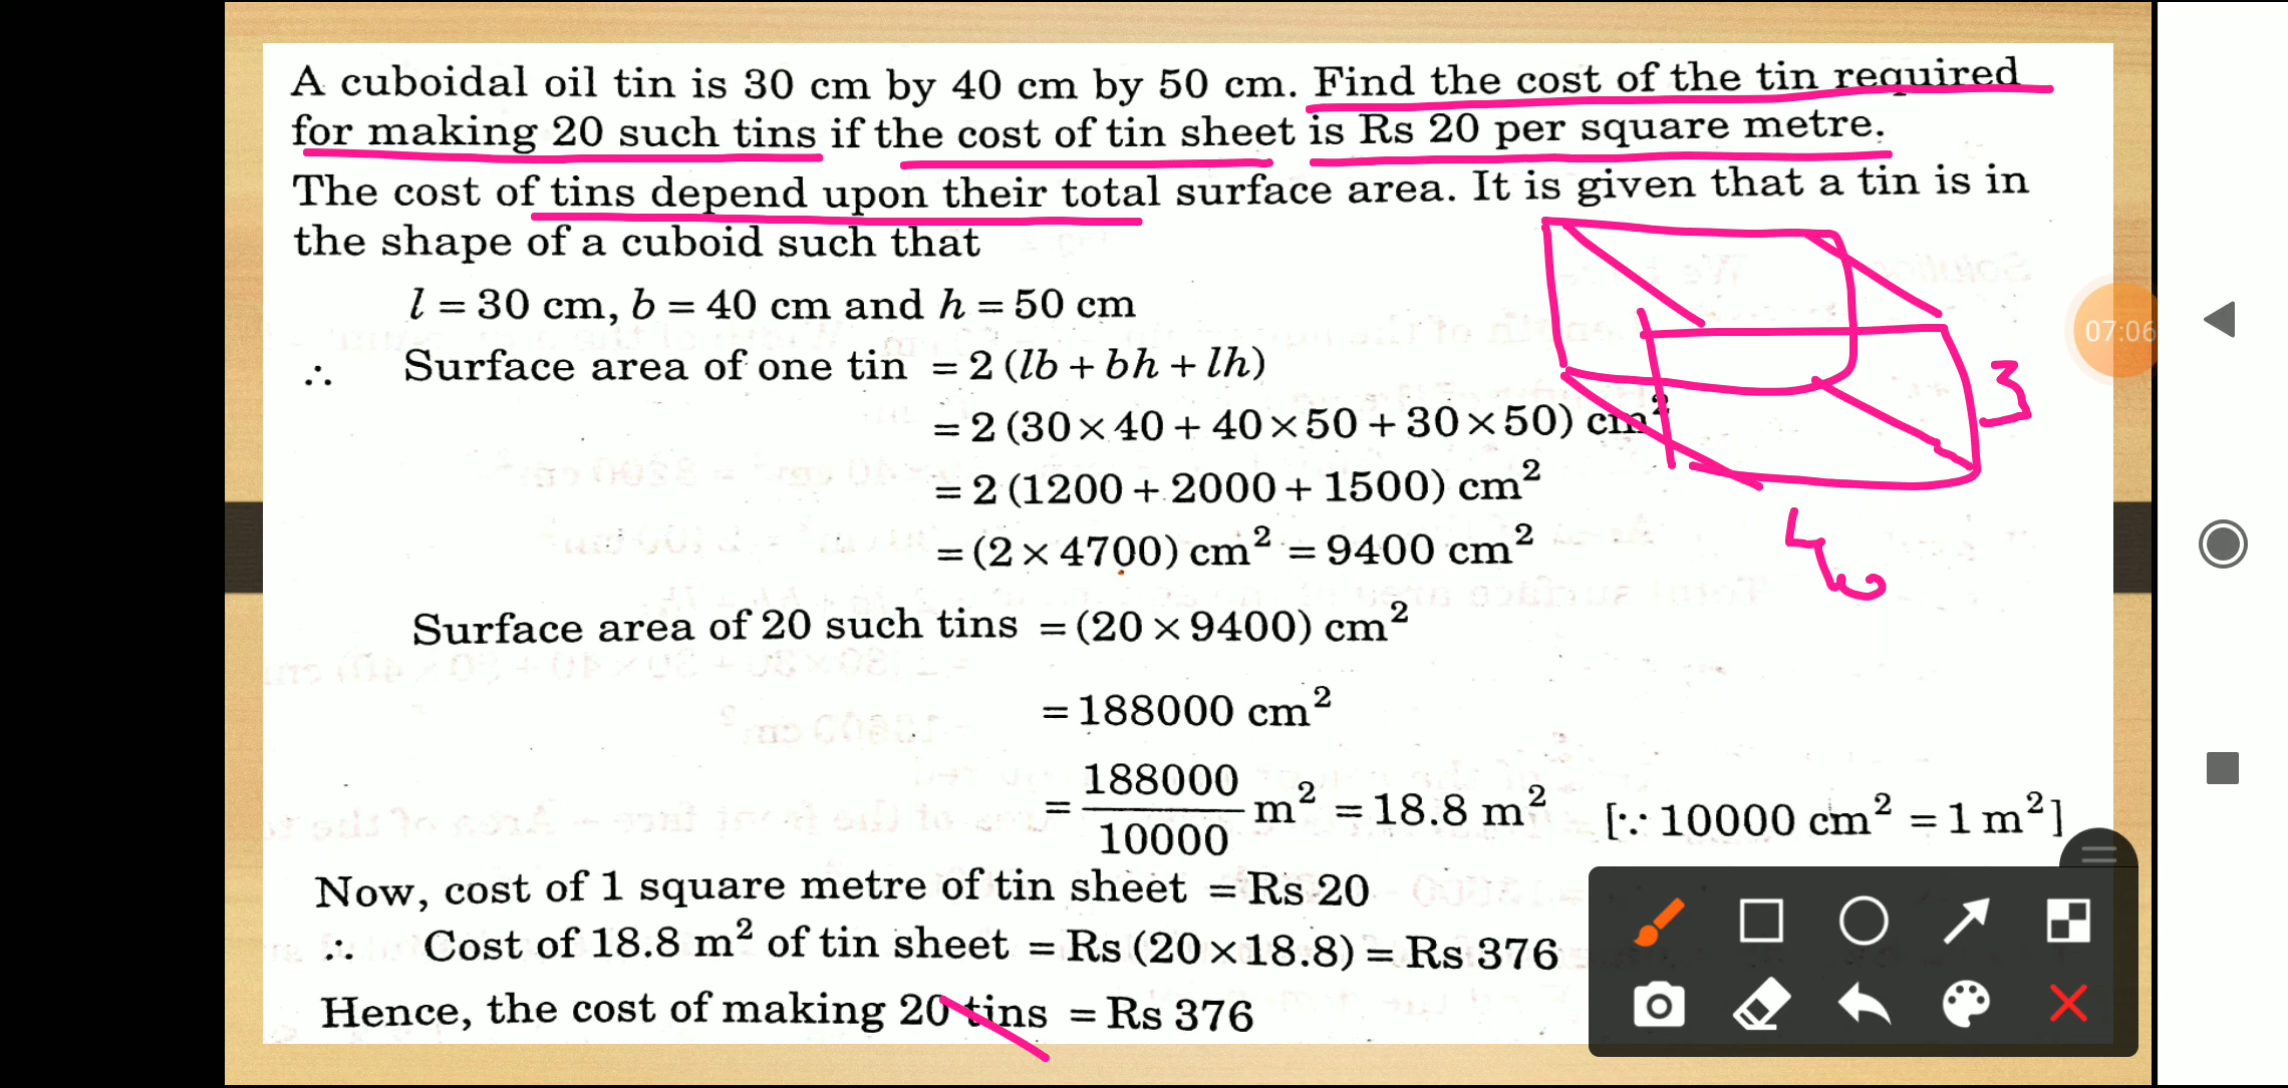 A cuboidal oil tin is 30 cm by 40 cm by 50 cm. Find the cost of the tin required
for making 20 such tins if the cost of tin sheet is Rs 20 per square metre.
The cost of tins depend upon their total surface area. It is given that a tin is in
the shape of a cuboid such that
l = 30 cm, b = 40 cm and h = 50 cm
∴ Surface area of one tin = 2 (lb + bh + lh)
= 2 (30 × 40 + 40 × 50 + 30 × 50) cm²
= 2 (1200 + 2000 + 1500) cm²
= (2 × 4700) cm² = 9400 cm²
Surface area of 20 such tins = (20 × 9400) cm²
= 188000 cm²
= 188000/10000 m² = 18.8 m² [∵ 10000 cm² = 1 m²]
Now, cost of 1 square metre of tin sheet = Rs 20
∴ Cost of 18.8 m² of tin sheet = Rs (20 × 18.8) = Rs 376
Hence, the cost of making 20 tins = Rs 376
07:06
3